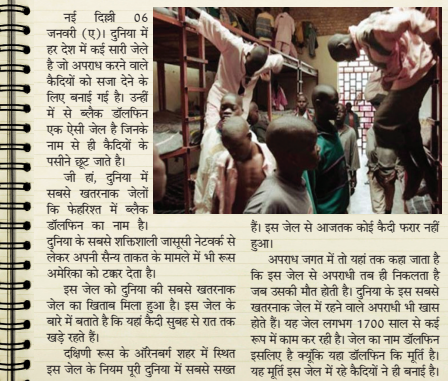 नई दिल्ली 06
जनवरी (ए)। दुनिया में
हर देश में कई सारी जेले
है जो अपराध करने वाले
कैदियों को सजा देने के
लिए बनाई गई है। उन्हीं
में से ब्लैक डॉलफिन
एक ऐसी जेल है जिनके
नाम से ही कैदियों के
पसीने छूट जाते है।
जी हां, दुनिया में
सबसे खतरनाक जेलों
कि फेहरिश्त में ब्लैक
डॉलफिन का नाम है।
दुनिया के सबसे शक्तिशाली जासूसी नेटवर्क से
लेकर अपनी सैन्य ताकत के मामले में भी रूस
अमेरिका को टक्कर देता है।
इस जेल को दुनिया की सबसे खतरनाक
जेल का खिताब मिला हुआ है। इस जेल के
बारे में बताते है कि यहां कैदी सुबह से रात तक
खड़े रहते हैं।
दक्षिणी रूस के ऑरेनबर्ग शहर में स्थित
इस जेल के नियम पूरी दुनिया में सबसे सख्त
हैं। इस जेल से आजतक कोई कैदी फरार नहीं
हुआ।
अपराध जगत में तो यहां तक कहा जाता है
कि इस जेल से अपराधी तब ही निकलता है
जब उसकी मौत होती है। दुनिया के इस सबसे
खतरनाक जेल में रहने वाले अपराधी भी खास
होते हैं। यह जेल लगभग 1700 साल से कई
रूप में काम कर रही है। जेल का नाम डॉलफिन
इसलिए है क्यूंकि यहा डॉलफिन कि मूर्ति है।
यह मूर्ति इस जेल में रहे कैदियों ने ही बनाई है।